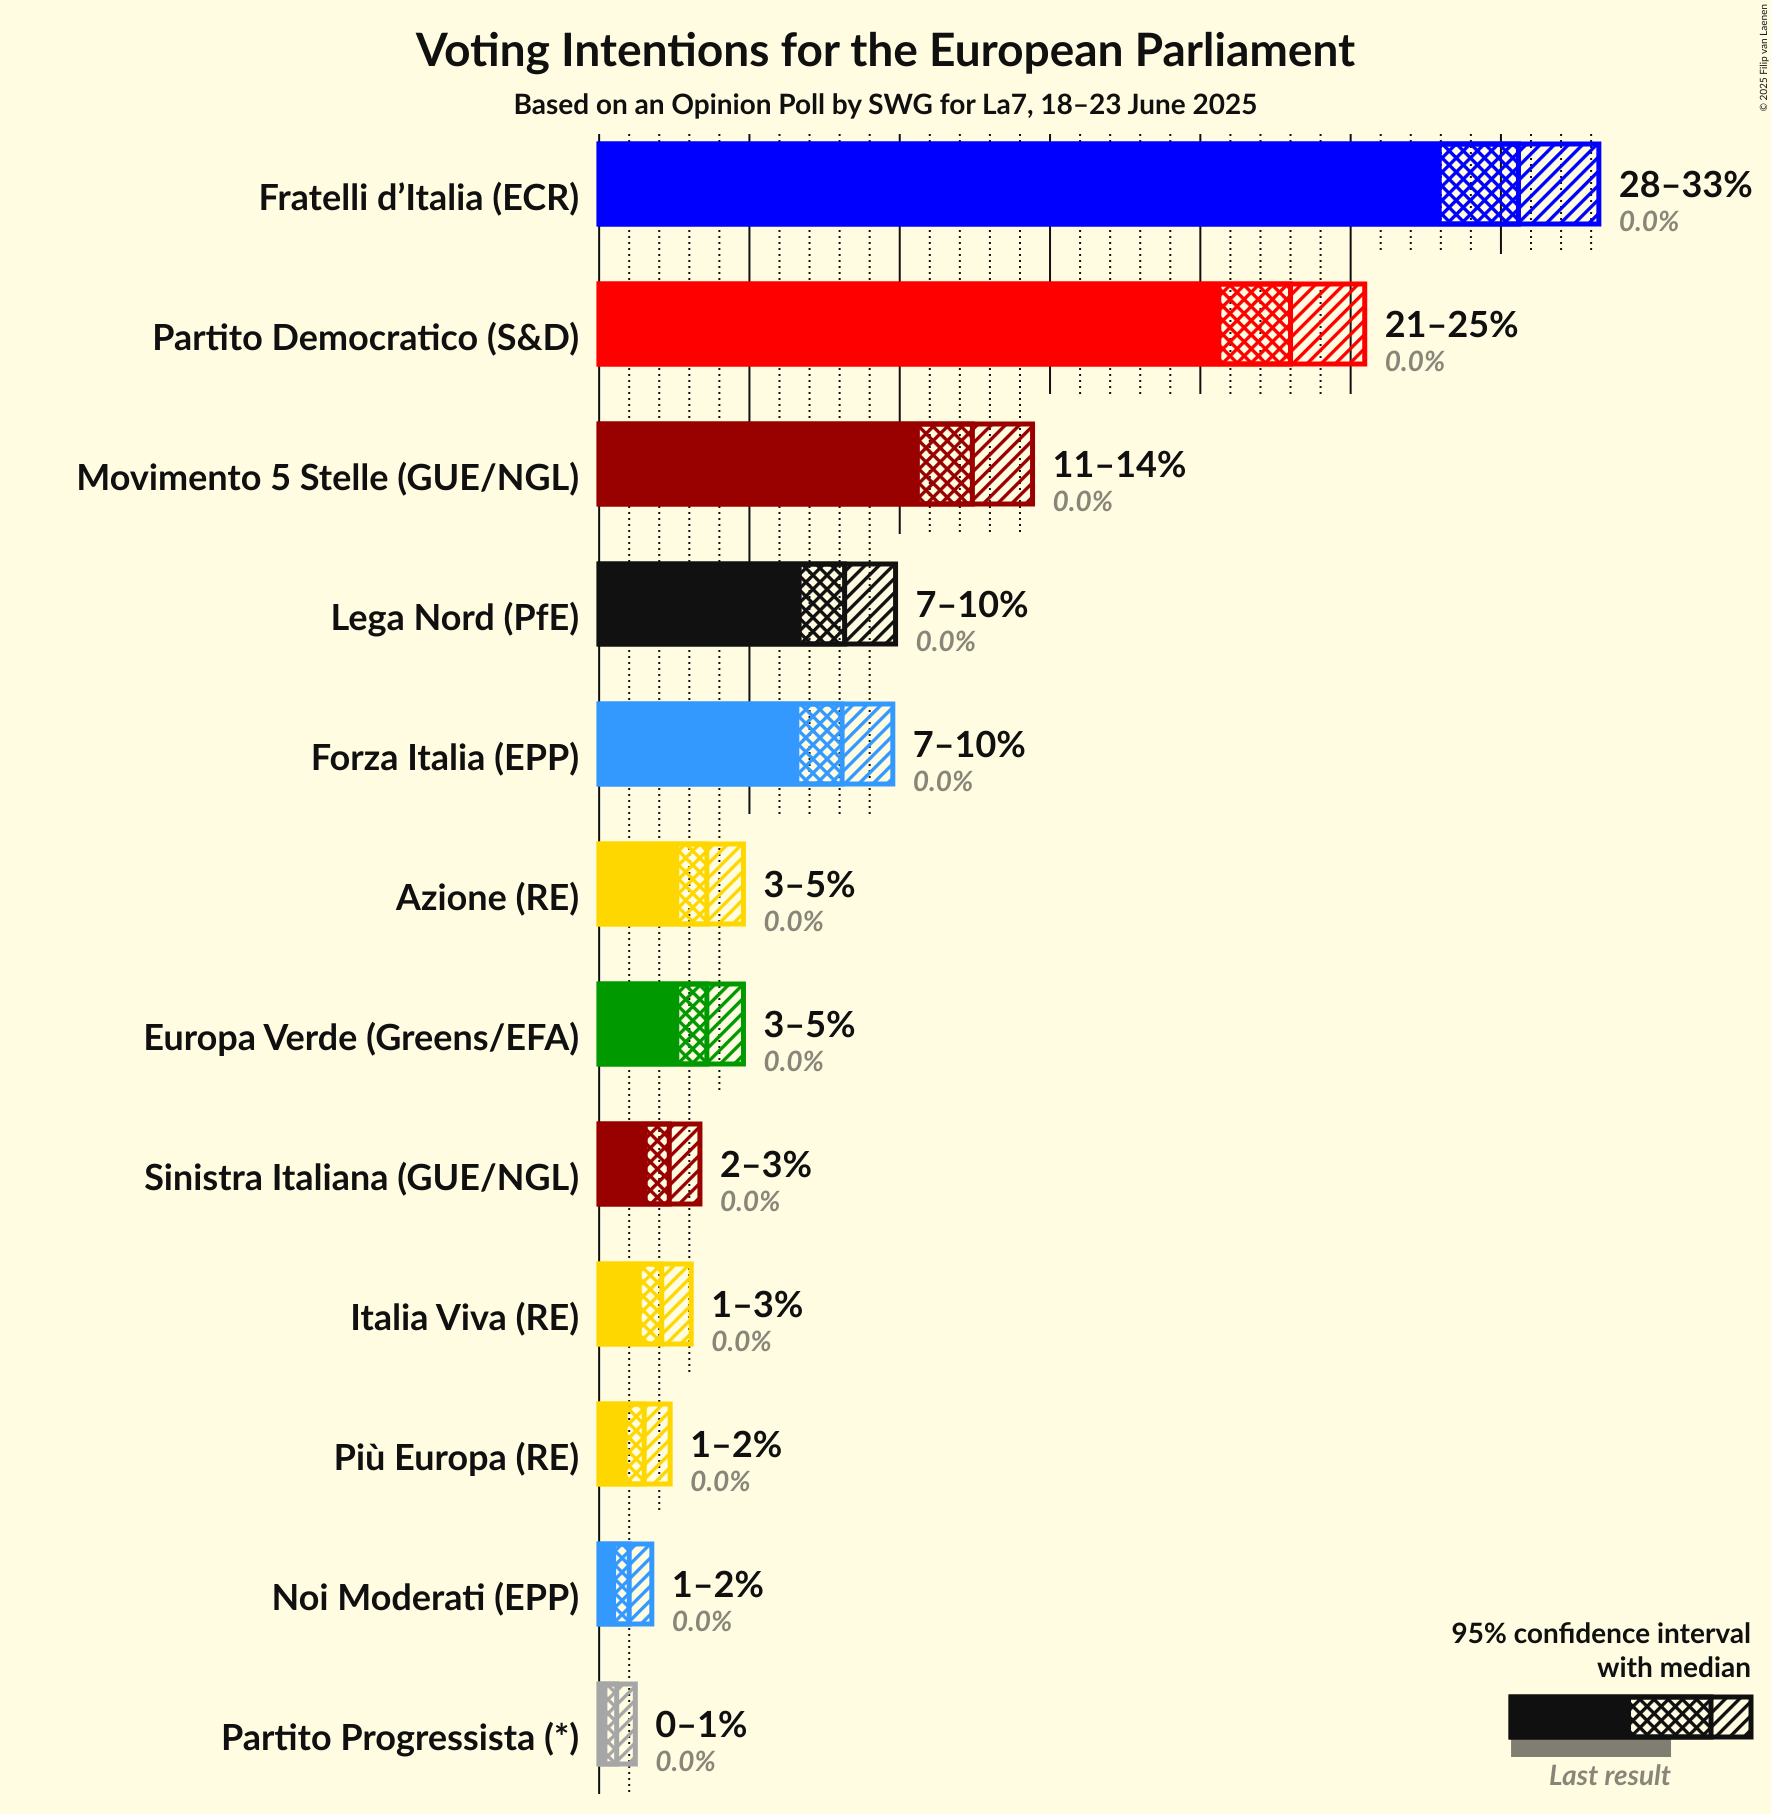 Voting Intentions for the European Parliament
Based on an Opinion Poll by SWG for La7, 18–23 June 2025
© 2025 Filip van Laenen
Fratelli d’Italia (ECR)
28–33%
0.0%
Partito Democratico (S&D)
21–25%
0.0%
Movimento 5 Stelle (GUE/NGL)
11–14%
0.0%
Lega Nord (PfE)
7–10%
0.0%
Forza Italia (EPP)
7–10%
0.0%
Azione (RE)
3–5%
0.0%
Europa Verde (Greens/EFA)
3–5%
0.0%
Sinistra Italiana (GUE/NGL)
2–3%
0.0%
Italia Viva (RE)
1–3%
0.0%
Più Europa (RE)
1–2%
0.0%
Noi Moderati (EPP)
1–2%
0.0%
Partito Progressista (*)
0–1%
0.0%
95% confidence interval
with median
Last result